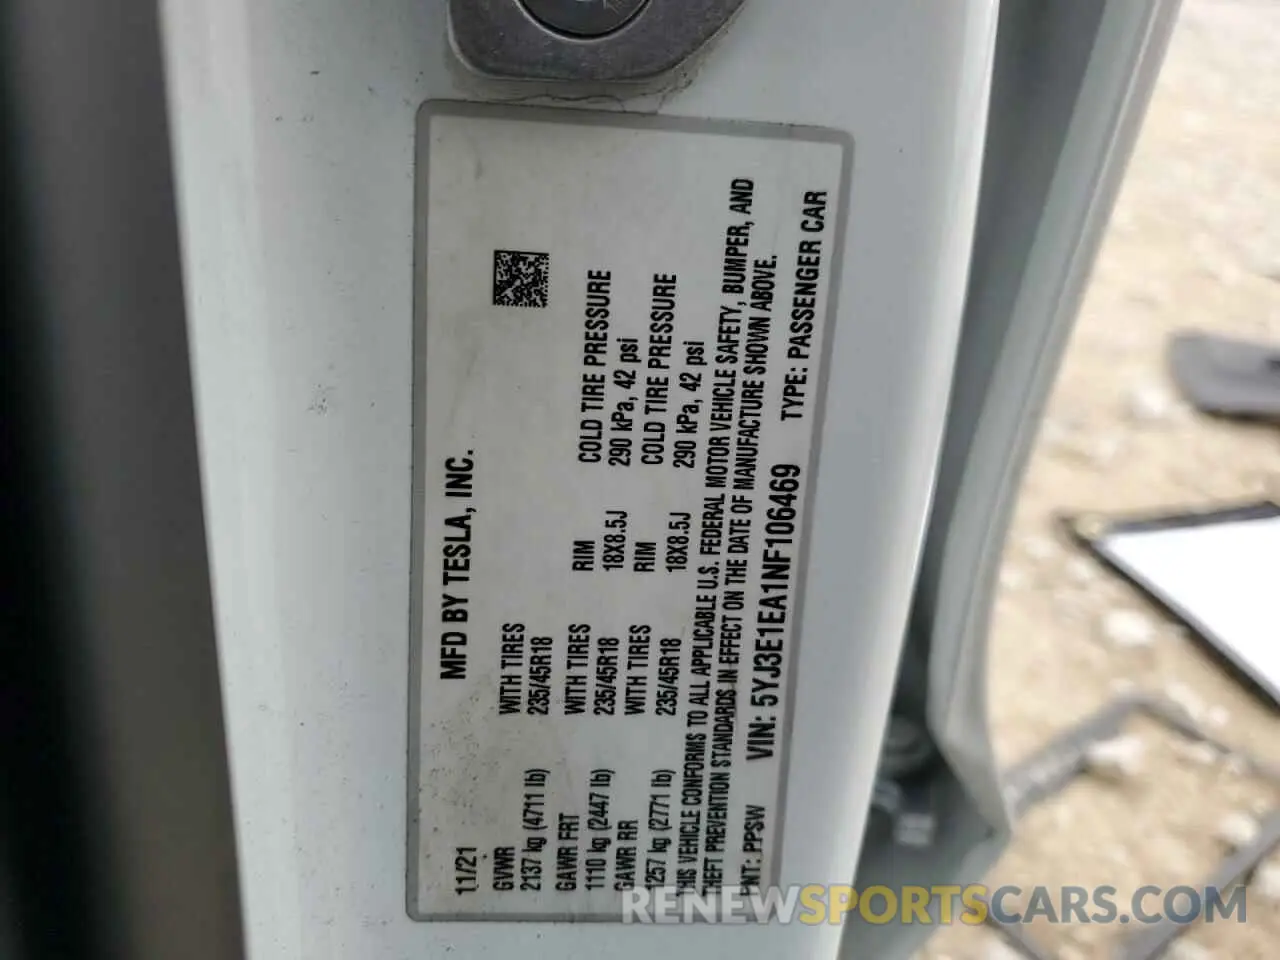 MFD BY TESLA, INC.
11/21
GVWR
2137 kg (4711 lb)
WITH TIRES
235/45R18
GAWR FRT
1110 kg (2447 lb)
WITH TIRES
235/45R18
RIM
18X8.5J
COLD TIRE PRESSURE
290 kPa, 42 psi
GAWR RR
1257 kg (2771 lb)
WITH TIRES
235/45R18
RIM
18X8.5J
COLD TIRE PRESSURE
290 kPa, 42 psi
THIS VEHICLE CONFORMS TO ALL APPLICABLE U.S. FEDERAL MOTOR VEHICLE SAFETY, BUMPER, AND
THEFT PREVENTION STANDARDS IN EFFECT ON THE DATE OF MANUFACTURE SHOWN ABOVE.
PNT: PPSW VIN: 5YJ3E1EA1NF106469 TYPE: PASSENGER CAR
RENEWSPORTSCARS.COM